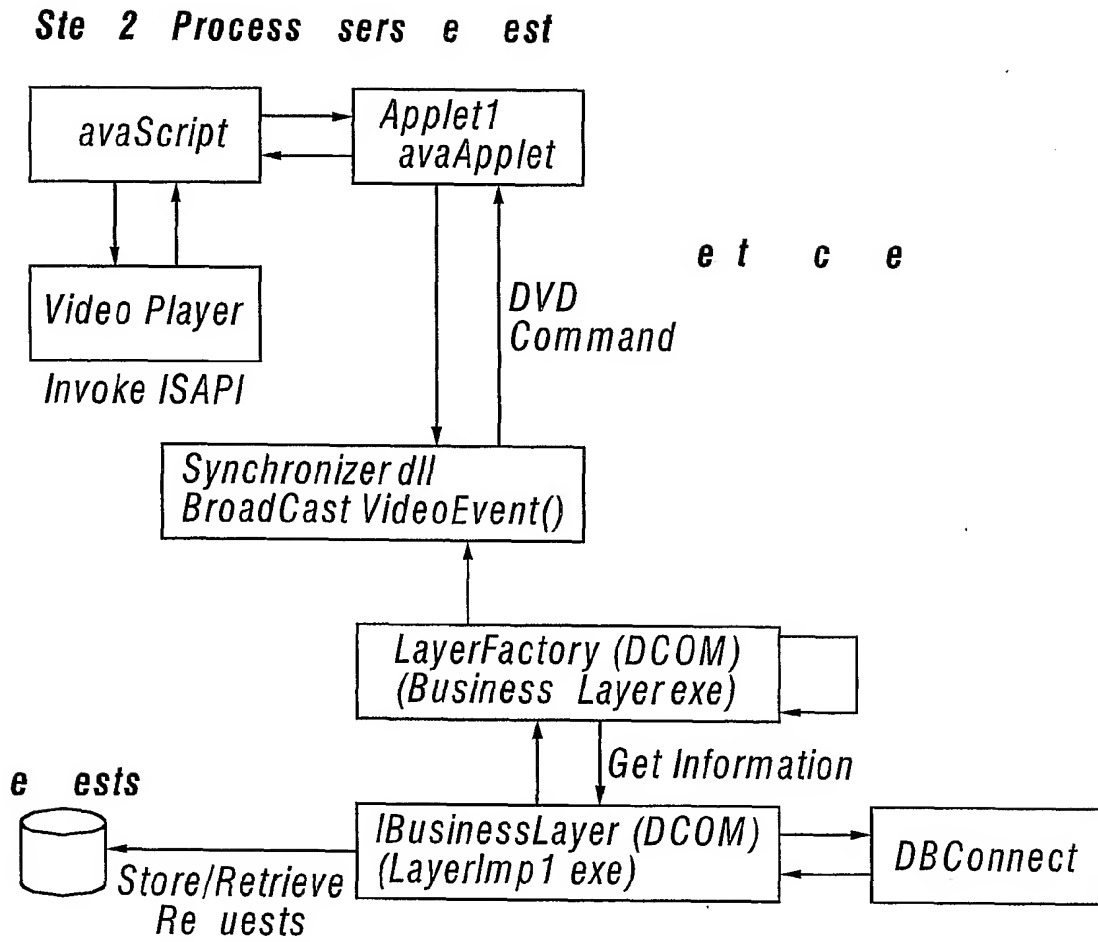 Ste 2 Process sers e est
avaScript
Applet1
avaApplet
e t c e
Video Player
DVD
Command
Invoke ISAPI
Synchronizer dll
BroadCast VideoEvent()
LayerFactory (DCOM)
(Business Layer exe)
Get Information
e ests
IBusinessLayer (DCOM)
(LayerImp1 exe)
DBConnect
Store/Retrieve
Re uests